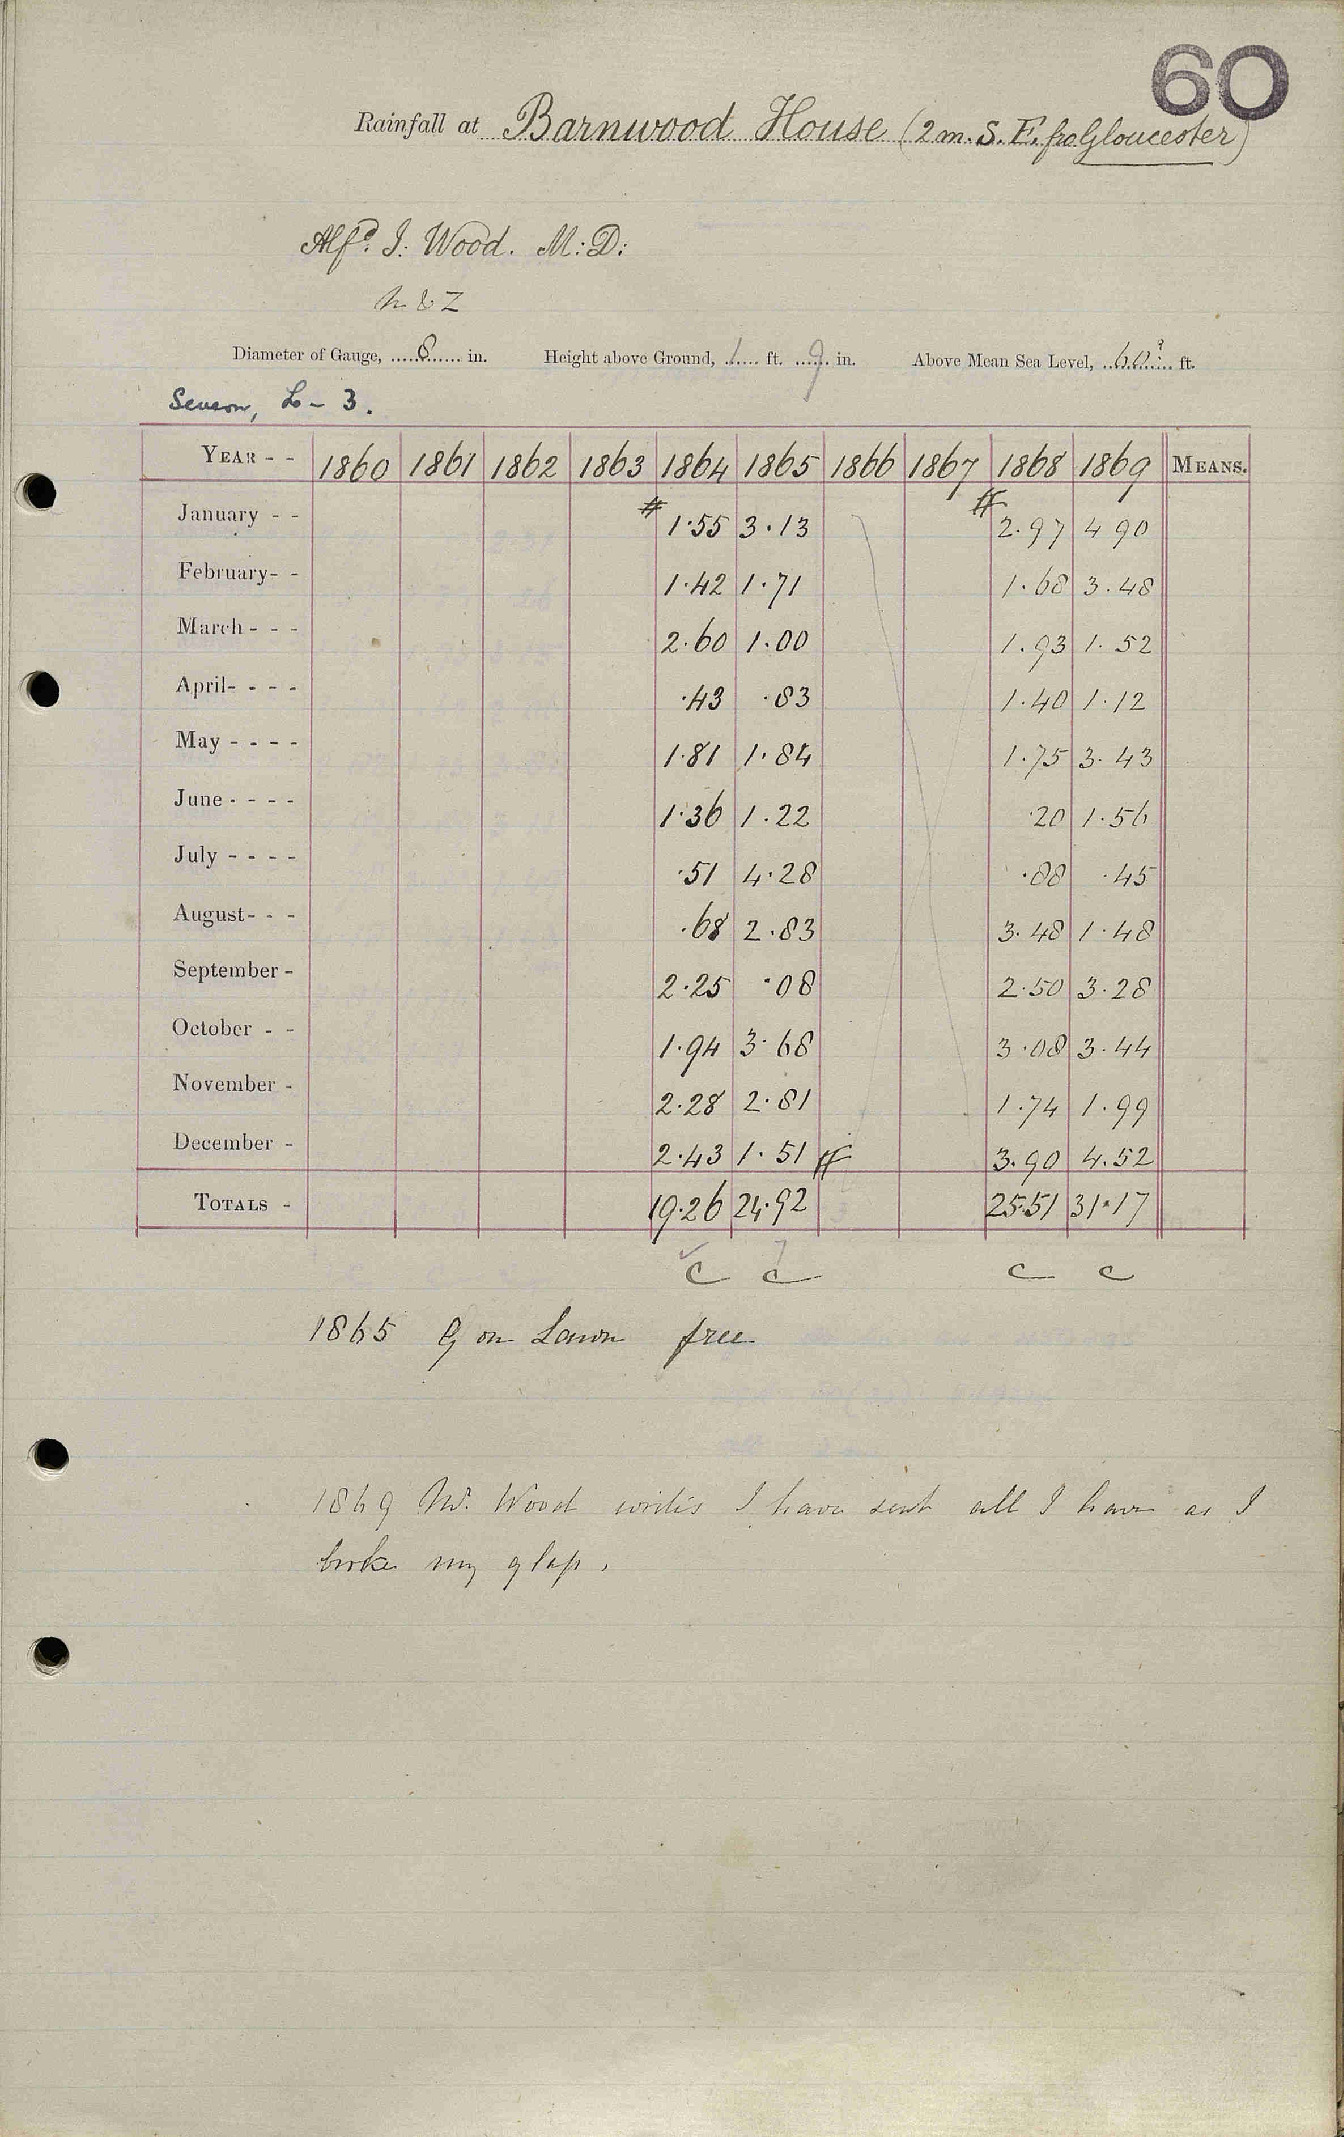 60
Rainfall at Barnwood House (2 m. S. E. fro Gloucester)
Alfd. J. Wood. M:D:
Diameter of Gauge, 8 in. Height above Ground, 1 ft. 9 in. Above Mean Sea Level, 60? ft.
Season, L - 3.
YEAR - - 1860 1861 1862 1863 1864 1865 1866 1867 1868 1869 MEANS.
January - - # 1.55 3.13 # 2.97 4 90
February - - 1.42 1.71 1.68 3.48
March - - - 2.60 1.00 1.93 1.52
April - - - - .43 .83 1.40 1.12
May - - - - 1.81 1.84 1.75 3.43
June - - - - 1.36 1.22 .20 1.56
July - - - - .51 4.28 .88 .45
August - - - .68 2.83 3.48 1.48
September - 2.25 .08 2.50 3.28
October - - 1.94 3.68 3.08 3.44
November - 2.28 2.81 1.74 1.99
December - 2.43 1.51 # 3.90 4.52
TOTALS - 19.26 24.92 25.51 31.17
c c c c
1865 G on Lawn free
1869 Mr. Wood writes I have sent all I have as I
broke my glass.